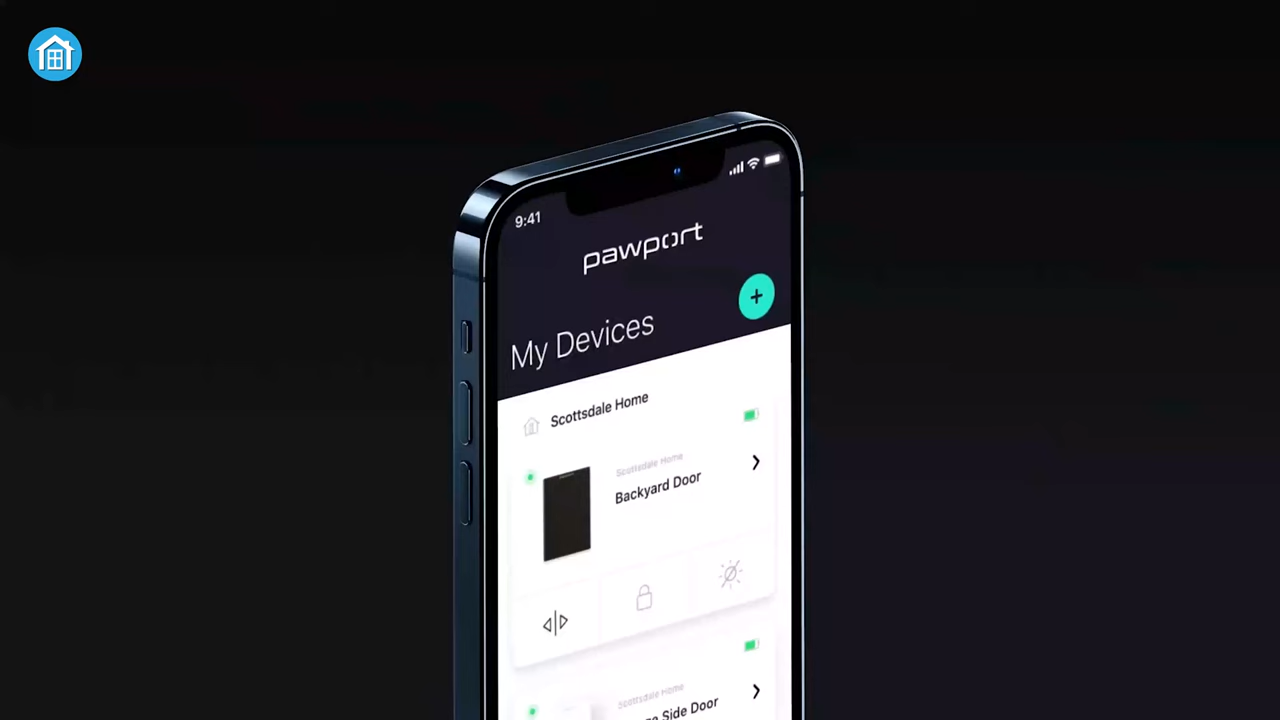 9:41
pawport
+
My Devices
Scottsdale Home
Scottsdale Home
Backyard Door
Scottsdale Home
Side Door